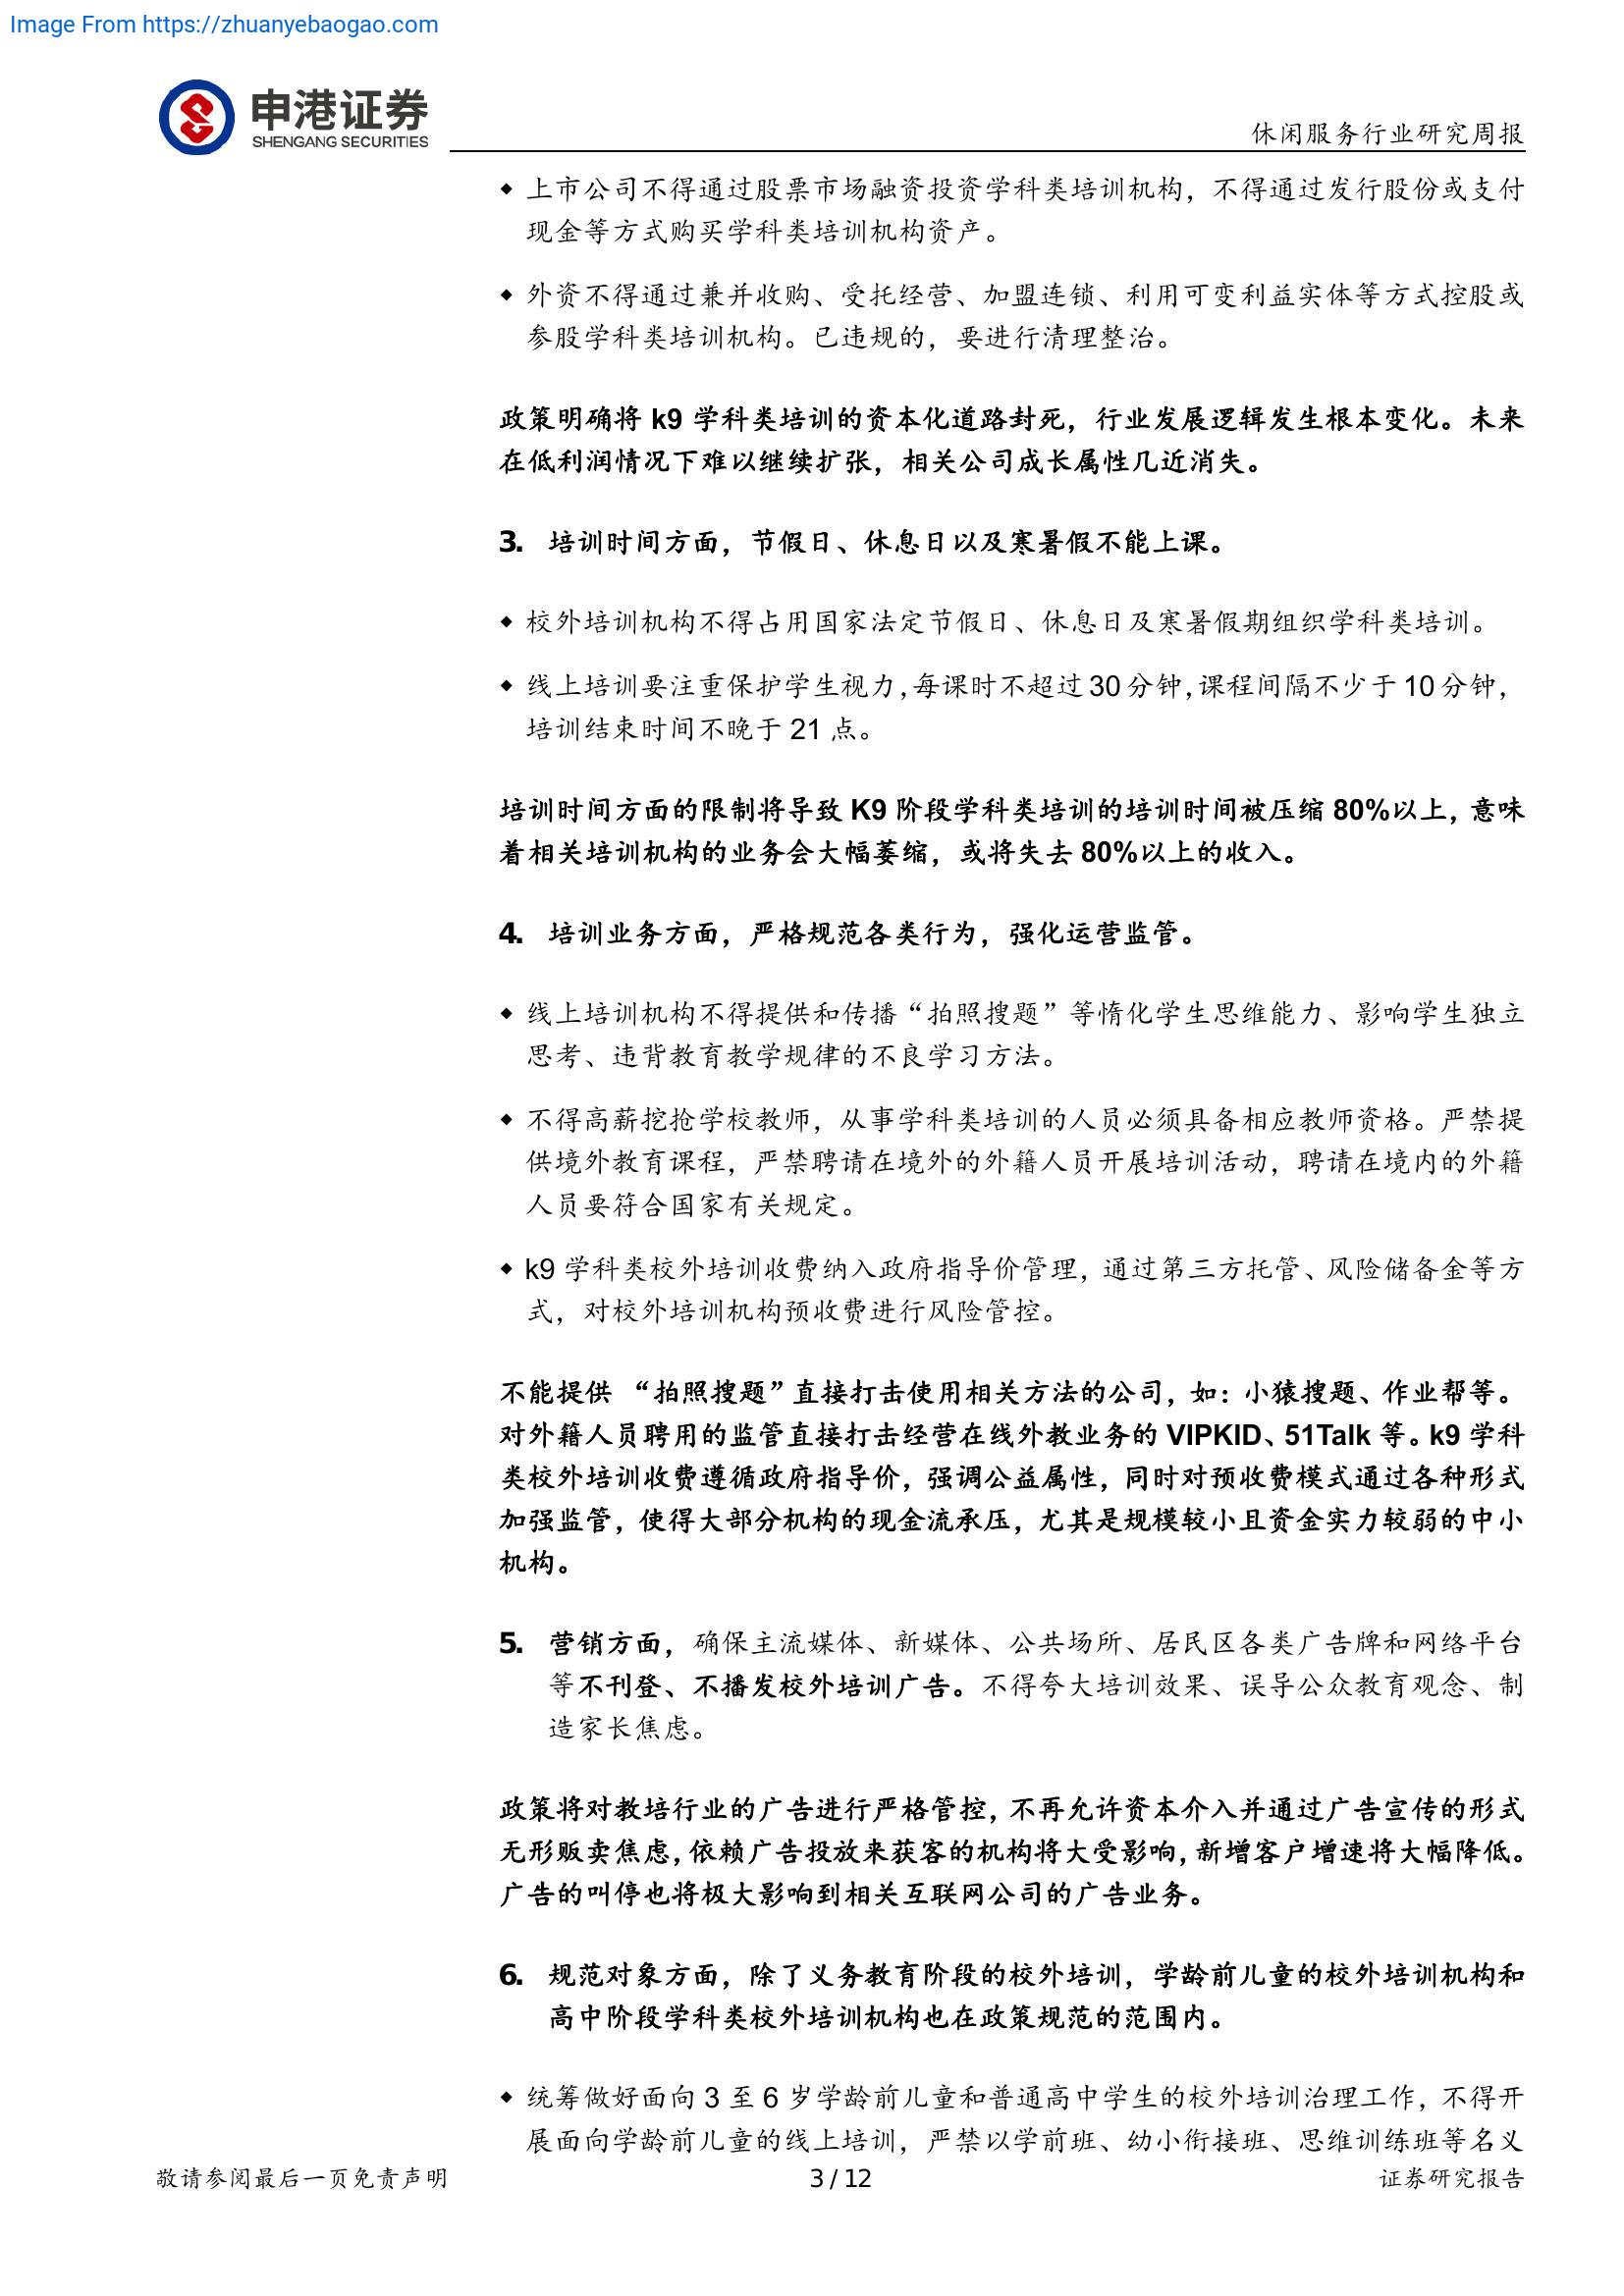 Image From https://zhuanyebaogao.com
申港证券
SHENGANG SECURITIES
休闲服务行业研究周报
◆ 上市公司不得通过股票市场融资投资学科类培训机构，不得通过发行股份或支付
现金等方式购买学科类培训机构资产。
◆ 外资不得通过兼并收购、受托经营、加盟连锁、利用可变利益实体等方式控股或
参股学科类培训机构。已违规的，要进行清理整治。
政策明确将 k9 学科类培训的资本化道路封死，行业发展逻辑发生根本变化。未来
在低利润情况下难以继续扩张，相关公司成长属性几近消失。
3. 培训时间方面，节假日、休息日以及寒暑假不能上课。
◆ 校外培训机构不得占用国家法定节假日、休息日及寒暑假期组织学科类培训。
◆ 线上培训要注重保护学生视力，每课时不超过 30 分钟，课程间隔不少于 10 分钟，
培训结束时间不晚于 21 点。
培训时间方面的限制将导致 K9 阶段学科类培训的培训时间被压缩 80%以上，意味
着相关培训机构的业务会大幅萎缩，或将失去 80%以上的收入。
4. 培训业务方面，严格规范各类行为，强化运营监管。
◆ 线上培训机构不得提供和传播“拍照搜题”等惰化学生思维能力、影响学生独立
思考、违背教育教学规律的不良学习方法。
◆ 不得高薪挖抢学校教师，从事学科类培训的人员必须具备相应教师资格。严禁提
供境外教育课程，严禁聘请在境外的外籍人员开展培训活动，聘请在境内的外籍
人员要符合国家有关规定。
◆ k9 学科类校外培训收费纳入政府指导价管理，通过第三方托管、风险储备金等方
式，对校外培训机构预收费进行风险管控。
不能提供 “拍照搜题”直接打击使用相关方法的公司，如：小猿搜题、作业帮等。
对外籍人员聘用的监管直接打击经营在线外教业务的 VIPKID、51Talk 等。k9 学科
类校外培训收费遵循政府指导价，强调公益属性，同时对预收费模式通过各种形式
加强监管，使得大部分机构的现金流承压，尤其是规模较小且资金实力较弱的中小
机构。
5. 营销方面，确保主流媒体、新媒体、公共场所、居民区各类广告牌和网络平台
等不刊登、不播发校外培训广告。不得夸大培训效果、误导公众教育观念、制
造家长焦虑。
政策将对教培行业的广告进行严格管控，不再允许资本介入并通过广告宣传的形式
无形贩卖焦虑，依赖广告投放来获客的机构将大受影响，新增客户增速将大幅降低。
广告的叫停也将极大影响到相关互联网公司的广告业务。
6. 规范对象方面，除了义务教育阶段的校外培训，学龄前儿童的校外培训机构和
高中阶段学科类校外培训机构也在政策规范的范围内。
◆ 统筹做好面向 3 至 6 岁学龄前儿童和普通高中学生的校外培训治理工作，不得开
展面向学龄前儿童的线上培训，严禁以学前班、幼小衔接班、思维训练班等名义
敬请参阅最后一页免责声明
3 / 12
证券研究报告